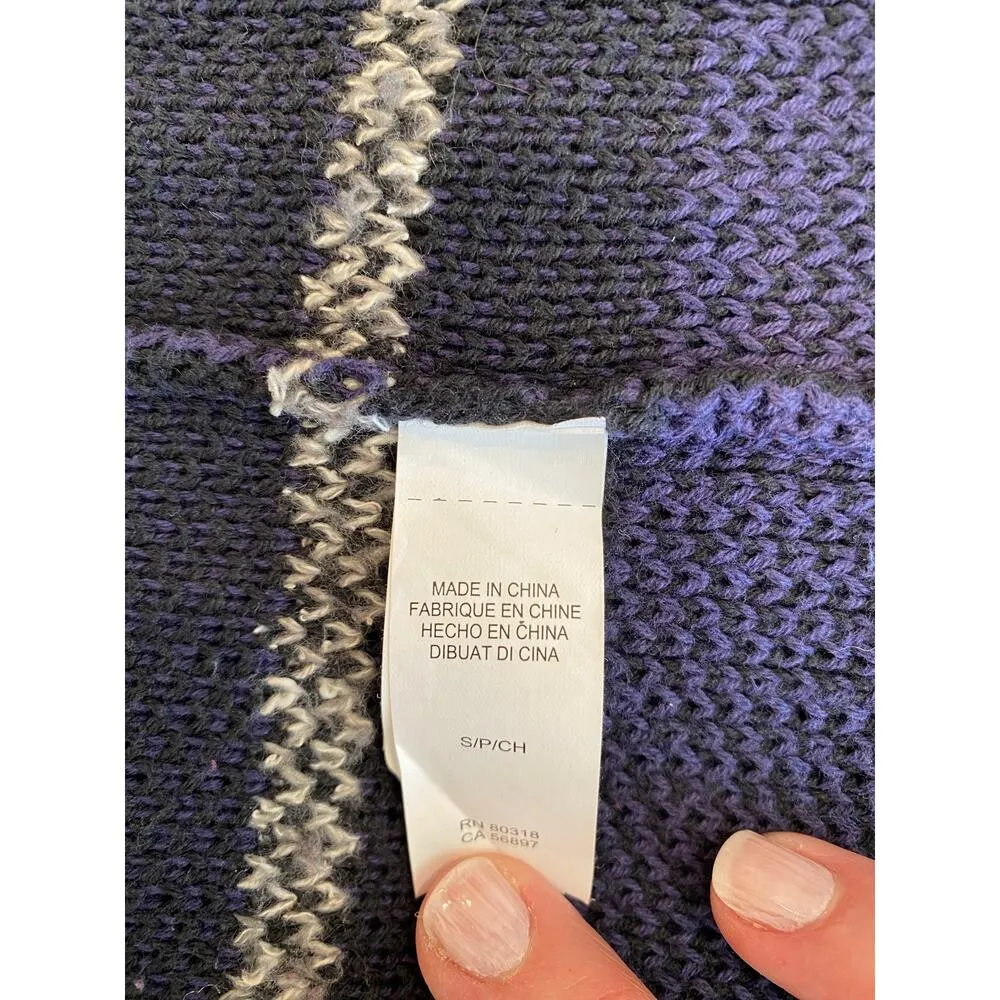 MADE IN CHINA
FABRIQUE EN CHINE
HECHO EN CHINA
DIBUAT DI CINA
S/P/CH
RN 80318
CA 56897